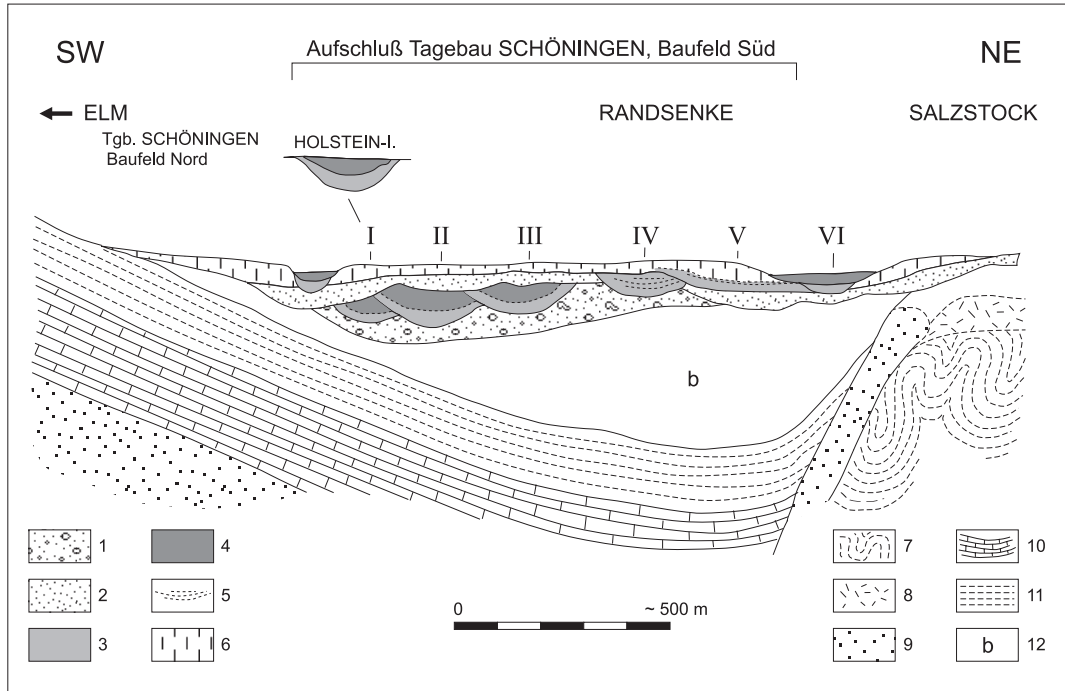 SW
Aufschluß Tagebau SCHÖNINGEN, Baufeld Süd
NE
ELM
RANDSENKE
SALZSTOCK
Tgb. SCHÖNINGEN
Baufeld Nord
HOLSTEIN-I.
I II III IV V VI
b
1
2
3
4
5
6
0 ~ 500 m
7
8
9
10
11
b 12